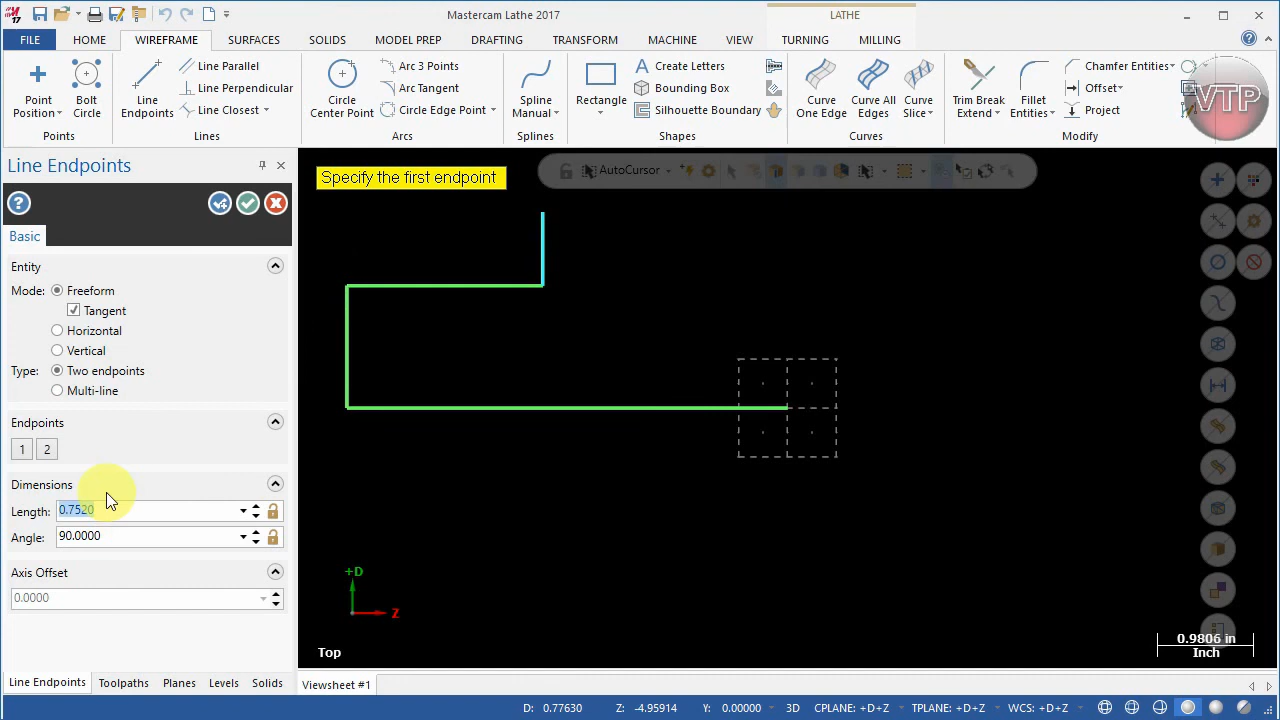 17
Mastercam Lathe 2017
LATHE
FILE
HOME
WIREFRAME
SURFACES
SOLIDS
MODEL PREP
DRAFTING
TRANSFORM
MACHINE
VIEW
TURNING
MILLING
Point
Position
Bolt
Circle
Points
Line
Endpoints
Line Parallel
Line Perpendicular
Line Closest
Lines
Circle
Center Point
Arc 3 Points
Arc Tangent
Circle Edge Point
Arcs
Spline
Manual
Splines
Rectangle
Create Letters
Bounding Box
Silhouette Boundary
Shapes
Curve
One Edge
Curve All
Edges
Curve
Slice
Curves
Trim Break
Extend
Fillet
Entities
Chamfer Entities
Offset
Project
Modify
VTP
Line Endpoints
Basic
Entity
Mode:
Freeform
Tangent
Horizontal
Vertical
Type:
Two endpoints
Multi-line
Endpoints
1
2
Dimensions
Length:
0.7520
Angle:
90.0000
Axis Offset
0.0000
Line Endpoints
Toolpaths
Planes
Levels
Solids
Specify the first endpoint
AutoCursor
+D
Z
Top
0.9806 in
Inch
Viewsheet #1
D: 0.77630
Z: -4.95914
Y: 0.00000
3D
CPLANE: +D+Z
TPLANE: +D+Z
WCS: +D+Z